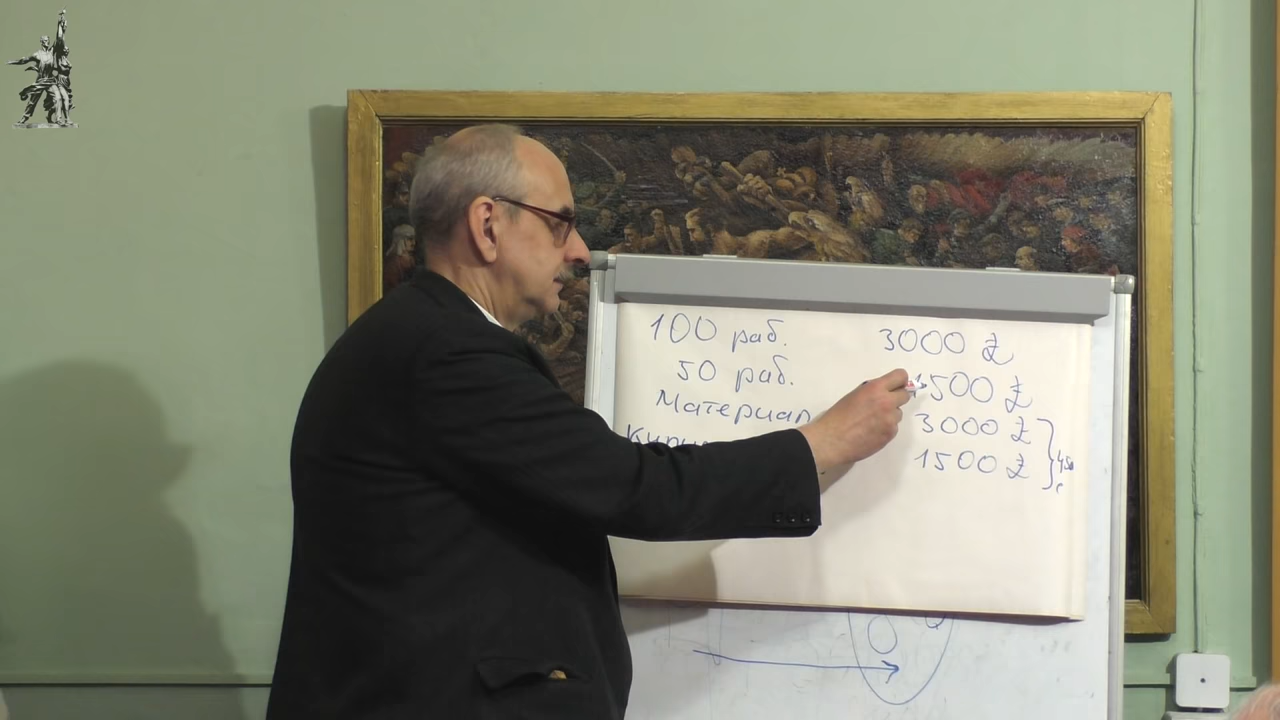 100 раб. 3000 £
50 раб. 1500 £
Материал 3000 £
1500 £